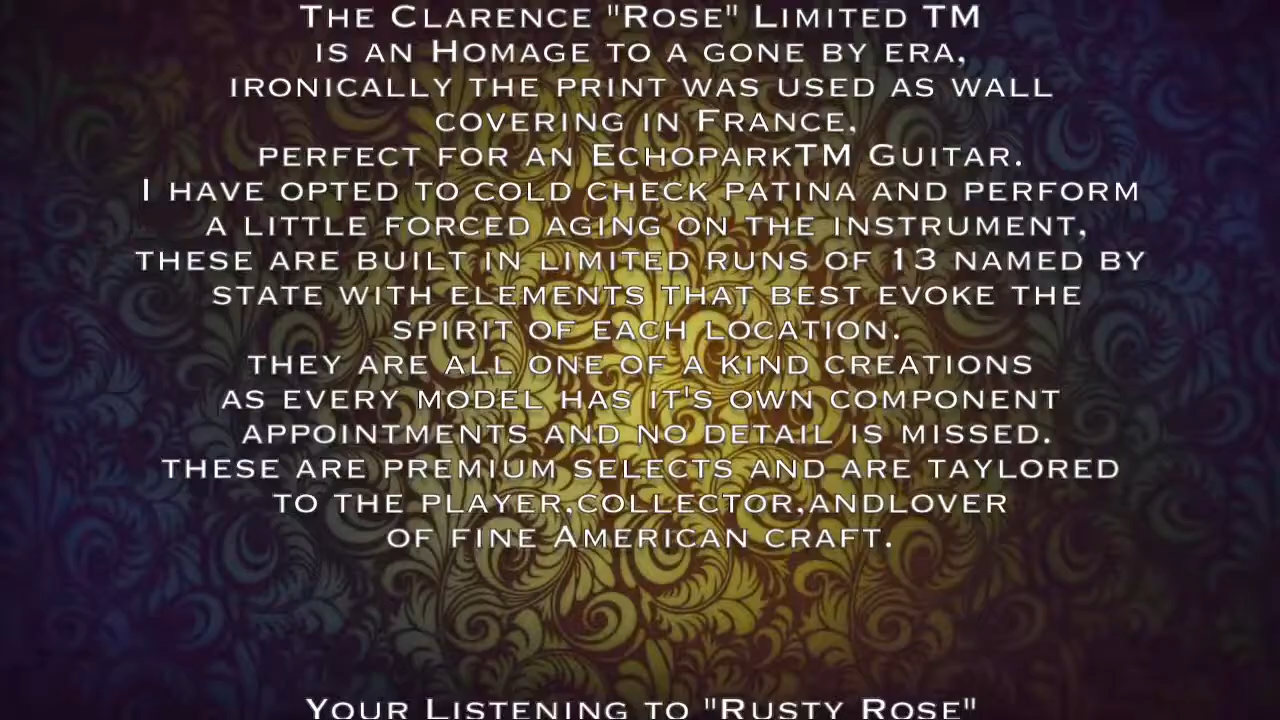 The Clarence "Rose" Limited TM
is an Homage to a gone by era,
ironically the print was used as wall
covering in France,
perfect for an EchoparkTM Guitar.
I have opted to cold check patina and perform
a little forced aging on the instrument,
these are built in limited runs of 13 named by
state with elements that best evoke the
spirit of each location.
they are all one of a kind creations
as every model has it's own component
appointments and no detail is missed.
these are premium selects and are taylored
to the player,collector,andlover
of fine American craft.
Your Listening to "Rusty Rose"